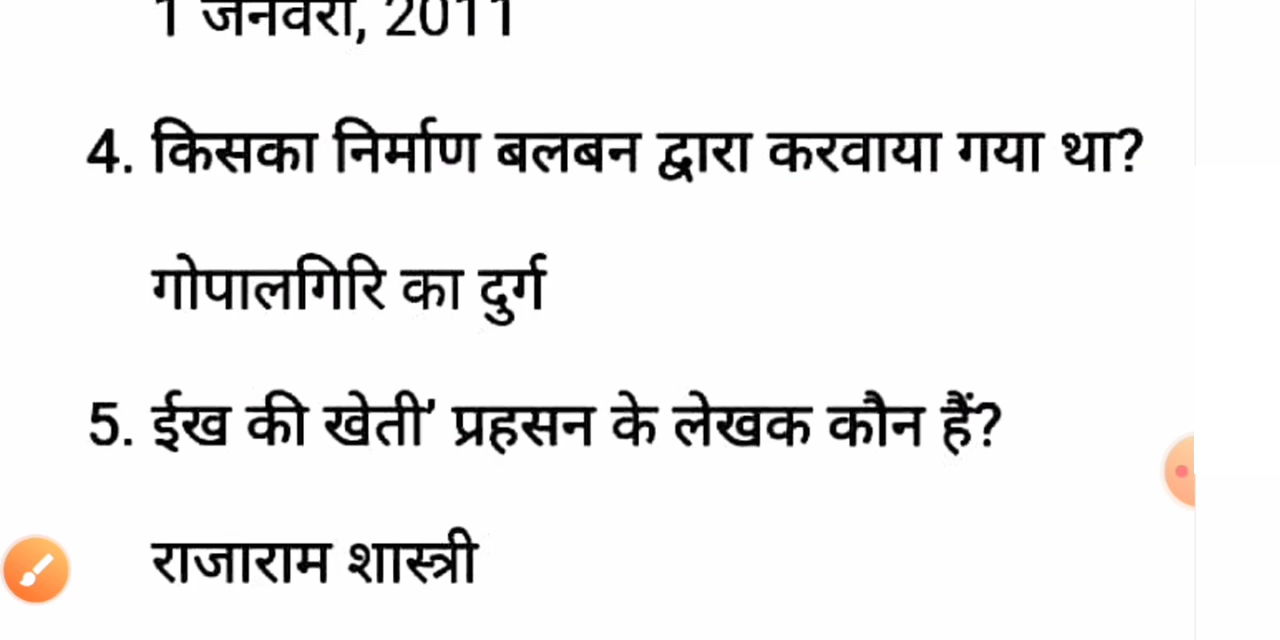 1 जनवरी, 2011
4. किसका निर्माण बलबन द्वारा करवाया गया था?
गोपालगिरि का दुर्ग
5. ईख की खेती' प्रहसन के लेखक कौन हैं?
राजाराम शास्त्री